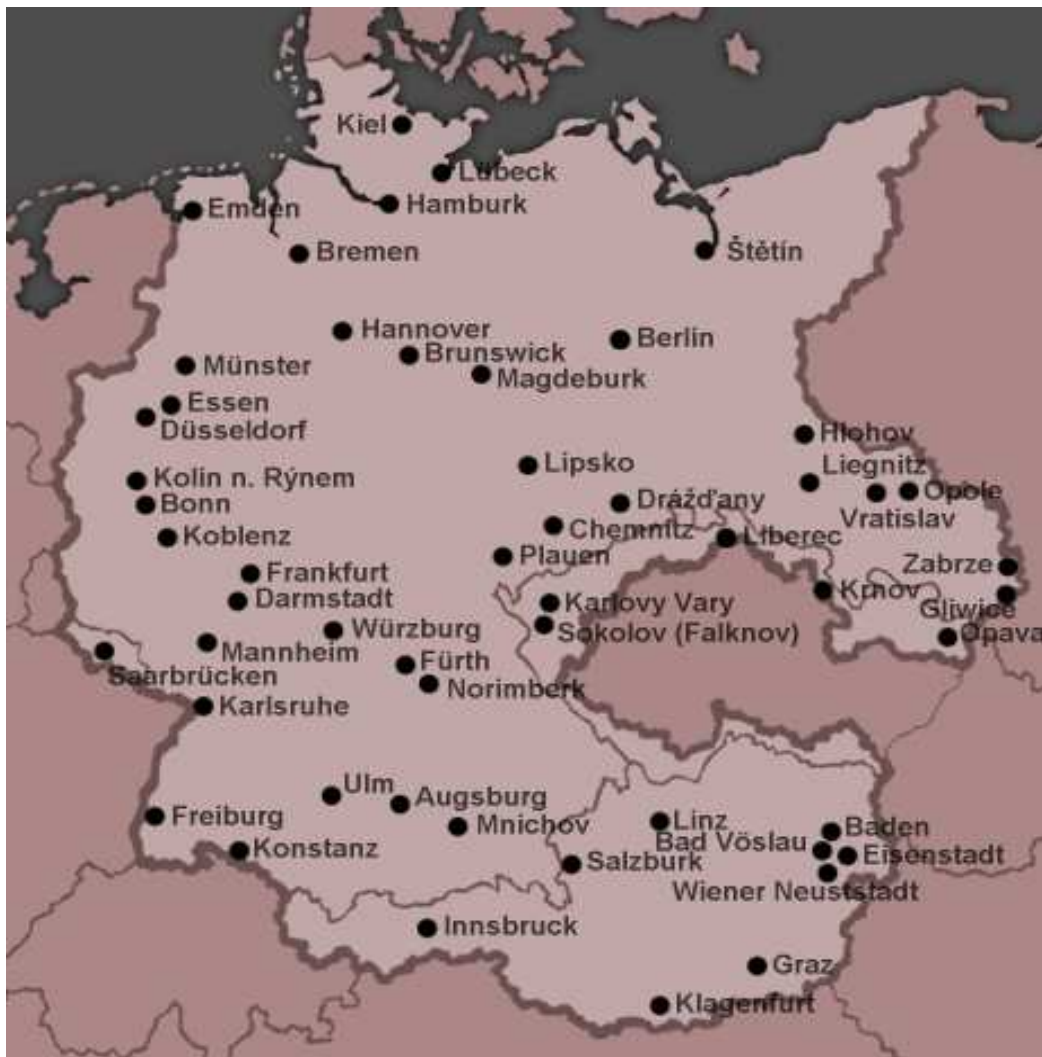 Kiel
Lübeck
Hamburk
Emden
Bremen
Štětín
Hannover
Berlin
Brunswick
Münster
Magdeburk
Essen
Düsseldorf
Hlohov
Lipsko
Liegnitz
Kolin n. Rýnem
Opole
Bonn
Drážďany
Vratislav
Chemnitz
Koblenz
Liberec
Plauen
Zabrze
Frankfurt
Krnov
Darmstadt
Karlovy Vary
Gliwice
Würzburg
Sokolov (Falknov)
Opava
Mannheim
Fürth
Saarbrücken
Norimberk
Karlsruhe
Ulm
Augsburg
Freiburg
Mnichov
Linz
Baden
Bad Vöslau
Konstanz
Eisenstadt
Salzburk
Wiener Neuststadt
Innsbruck
Graz
Klagenfurt